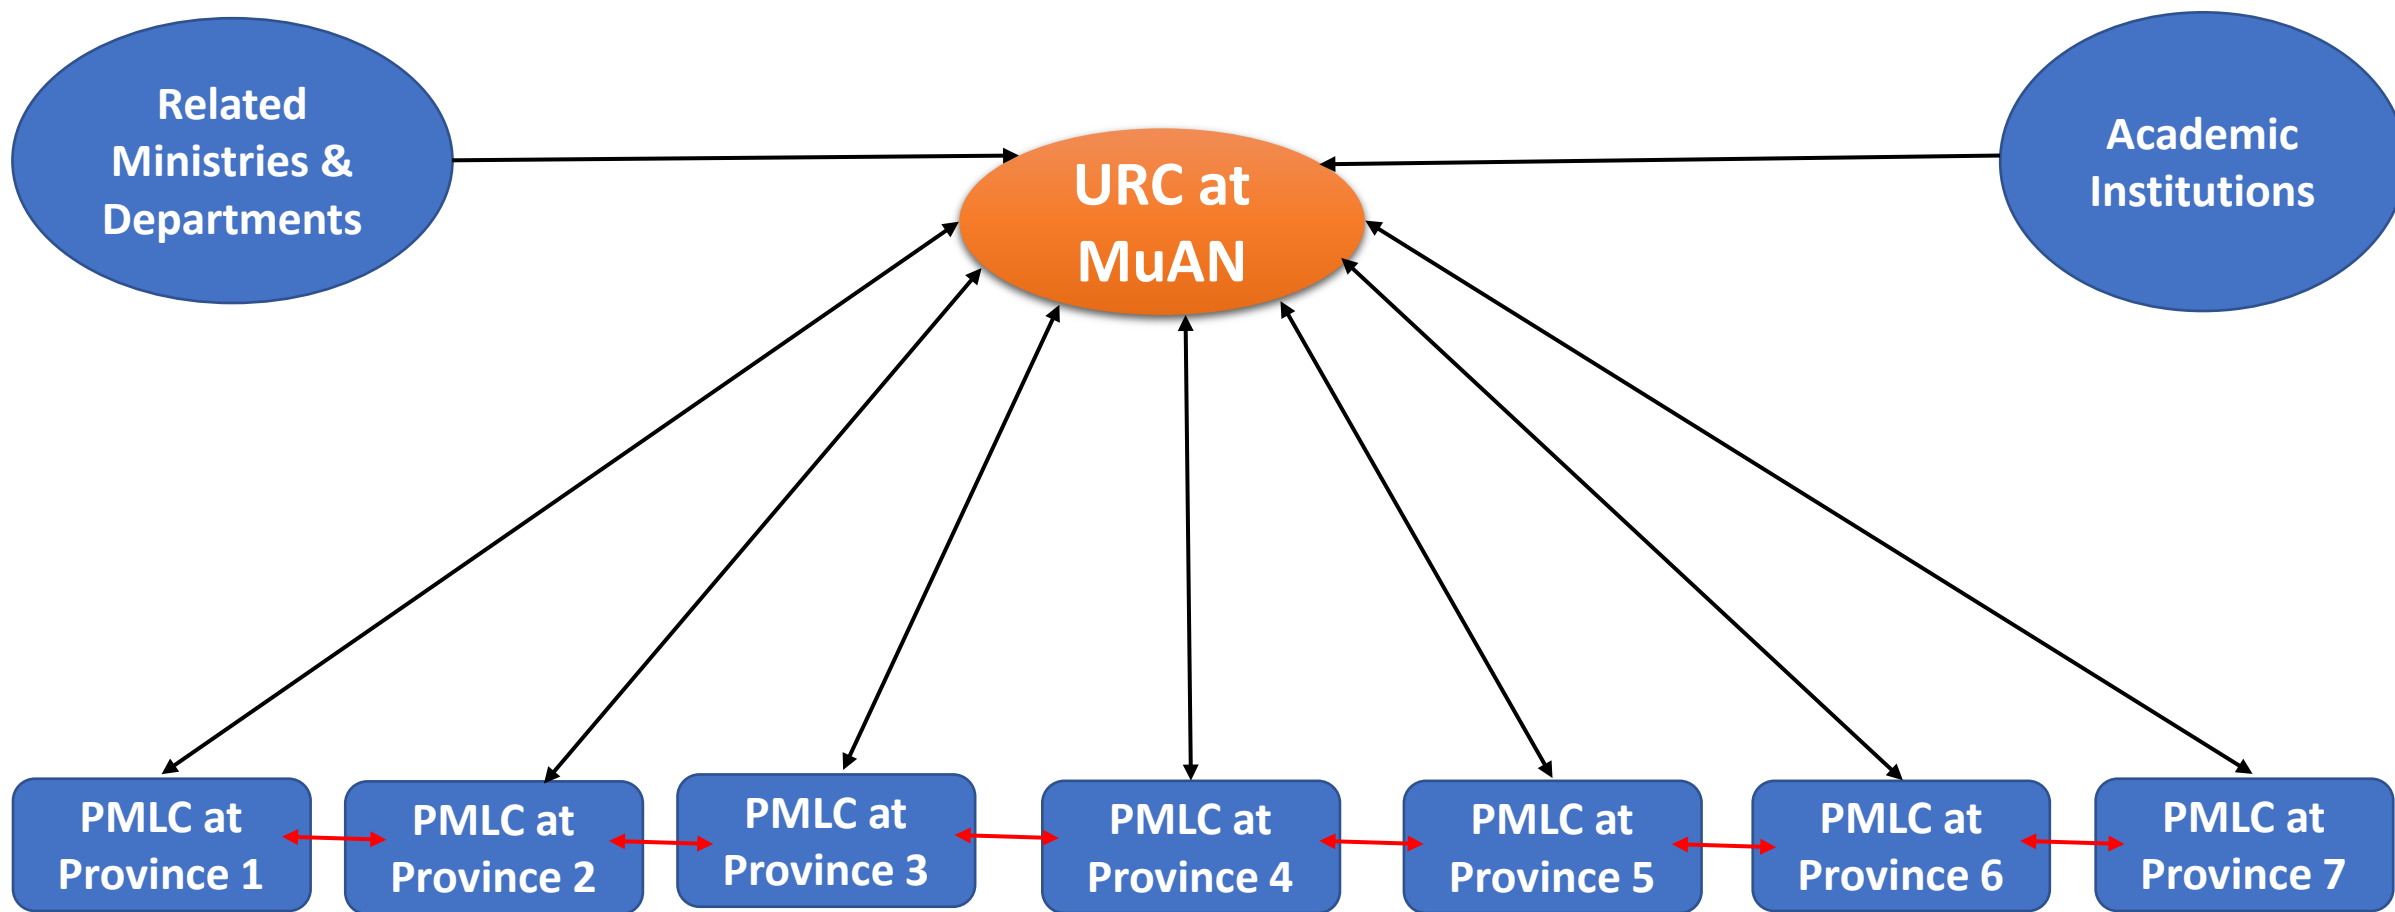 Related
Ministries &
Departments
URC at
MuAN
Academic
Institutions
PMLC at
Province 1
PMLC at
Province 2
PMLC at
Province 3
PMLC at
Province 4
PMLC at
Province 5
PMLC at
Province 6
PMLC at
Province 7